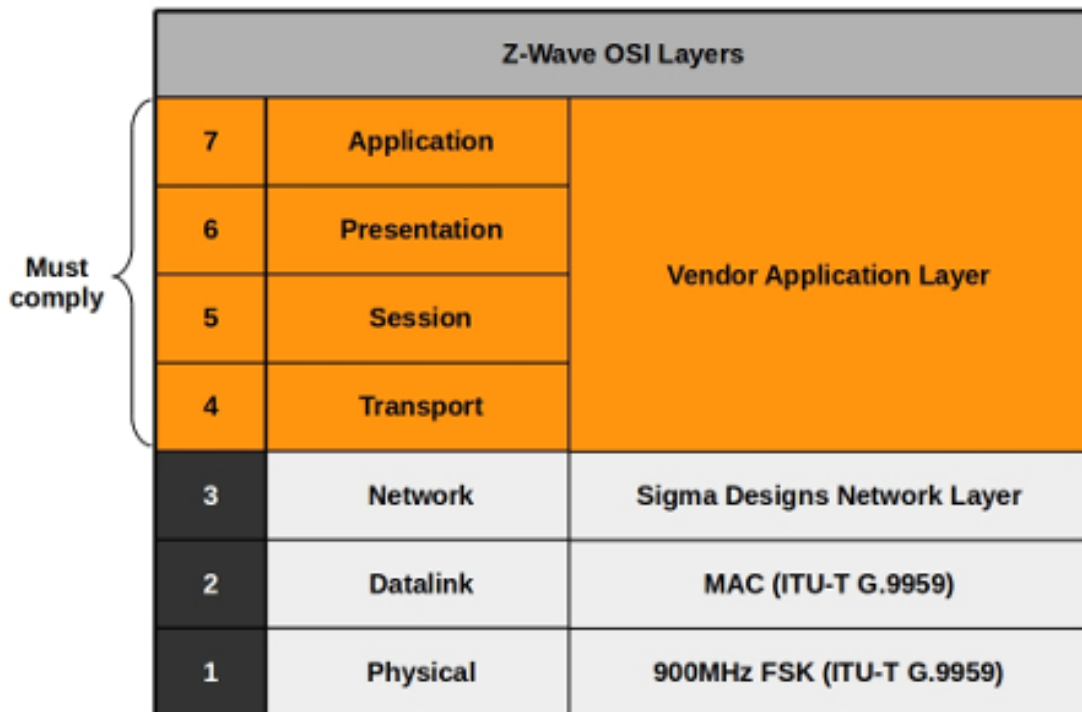 Z-Wave OSI Layers
7 Application
6 Presentation
Must comply
Vendor Application Layer
5 Session
4 Transport
3 Network Sigma Designs Network Layer
2 Datalink MAC (ITU-T G.9959)
1 Physical 900MHz FSK (ITU-T G.9959)